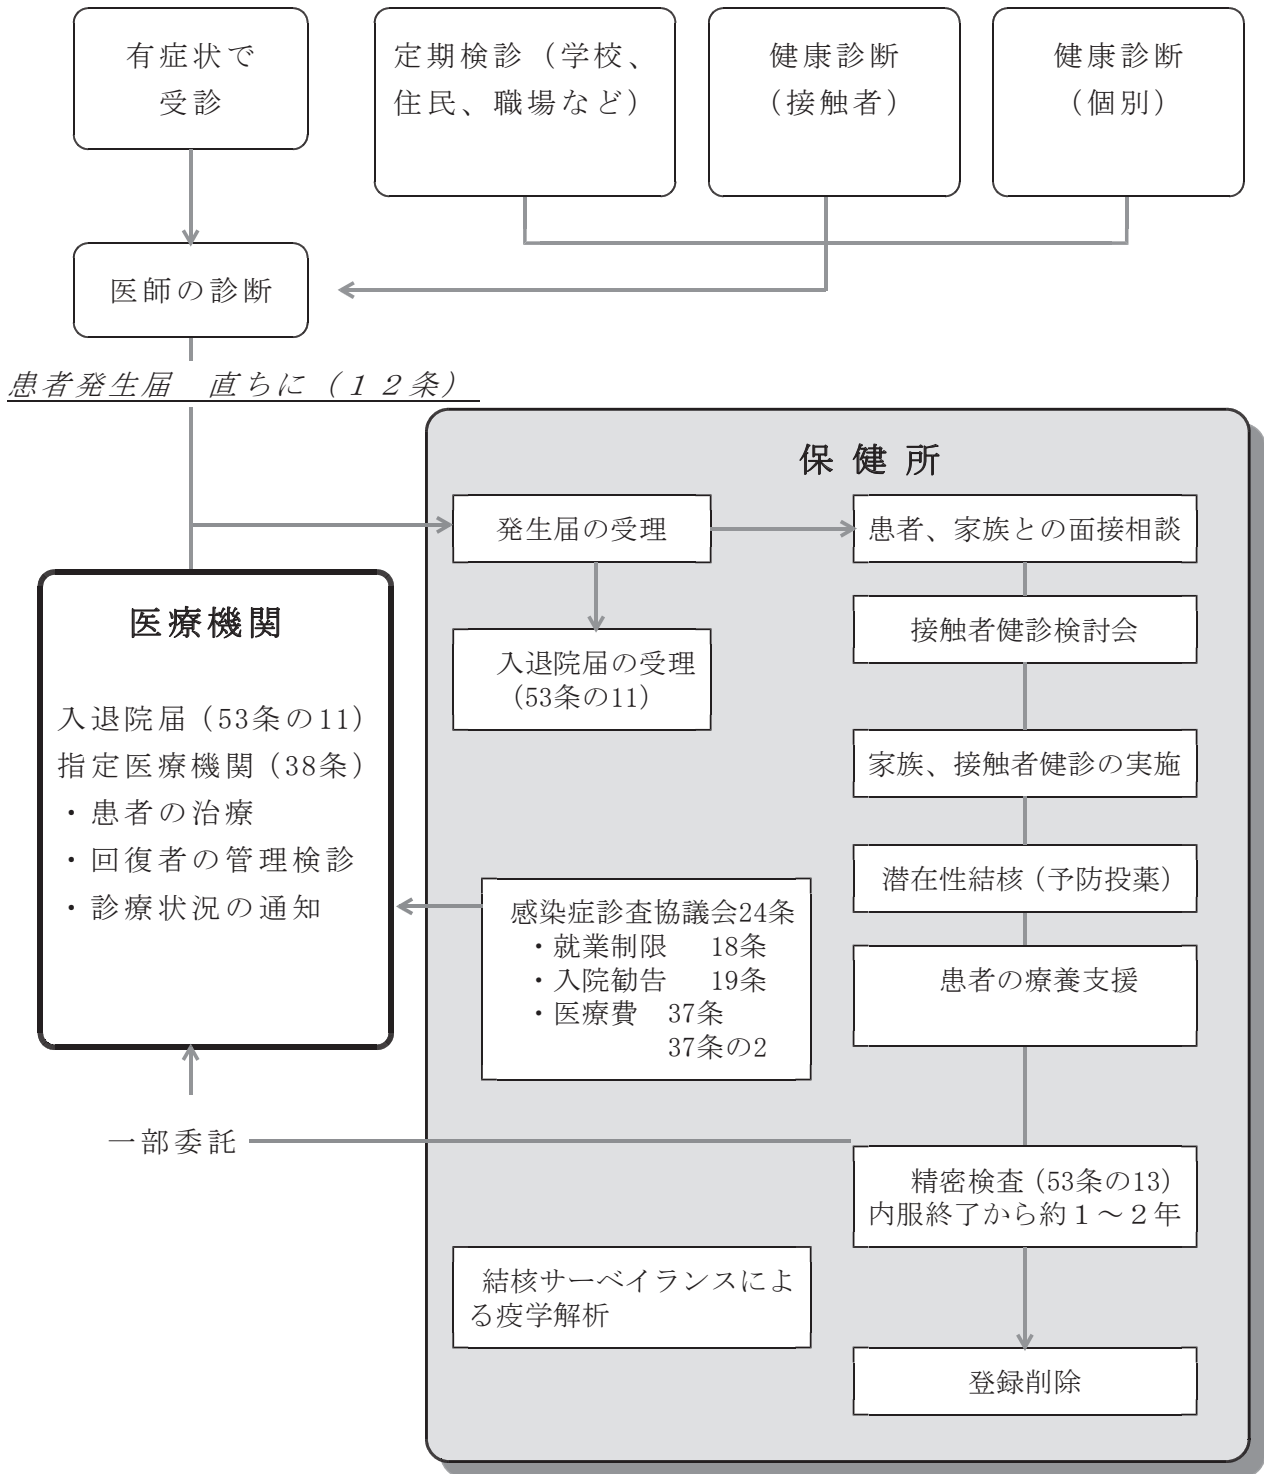 有症状で
受診
定期検診（学校、
住民、職場など）
健康診断
（接触者）
健康診断
（個別）
医師の診断
患者発生届　直ちに（１２条）
保健所
発生届の受理
患者、家族との面接相談
医療機関
入退院届（53条の11）
指定医療機関（38条）
・患者の治療
・回復者の管理検診
・診療状況の通知
入退院届の受理
（53条の11）
接触者健診検討会
家族、接触者健診の実施
潜在性結核（予防投薬）
感染症診査協議会24条
・就業制限　18条
・入院勧告　19条
・医療費　37条
37条の2
患者の療養支援
一部委託
精密検査（53条の13）
内服終了から約１～２年
結核サーベイランスによ
る疫学解析
登録削除